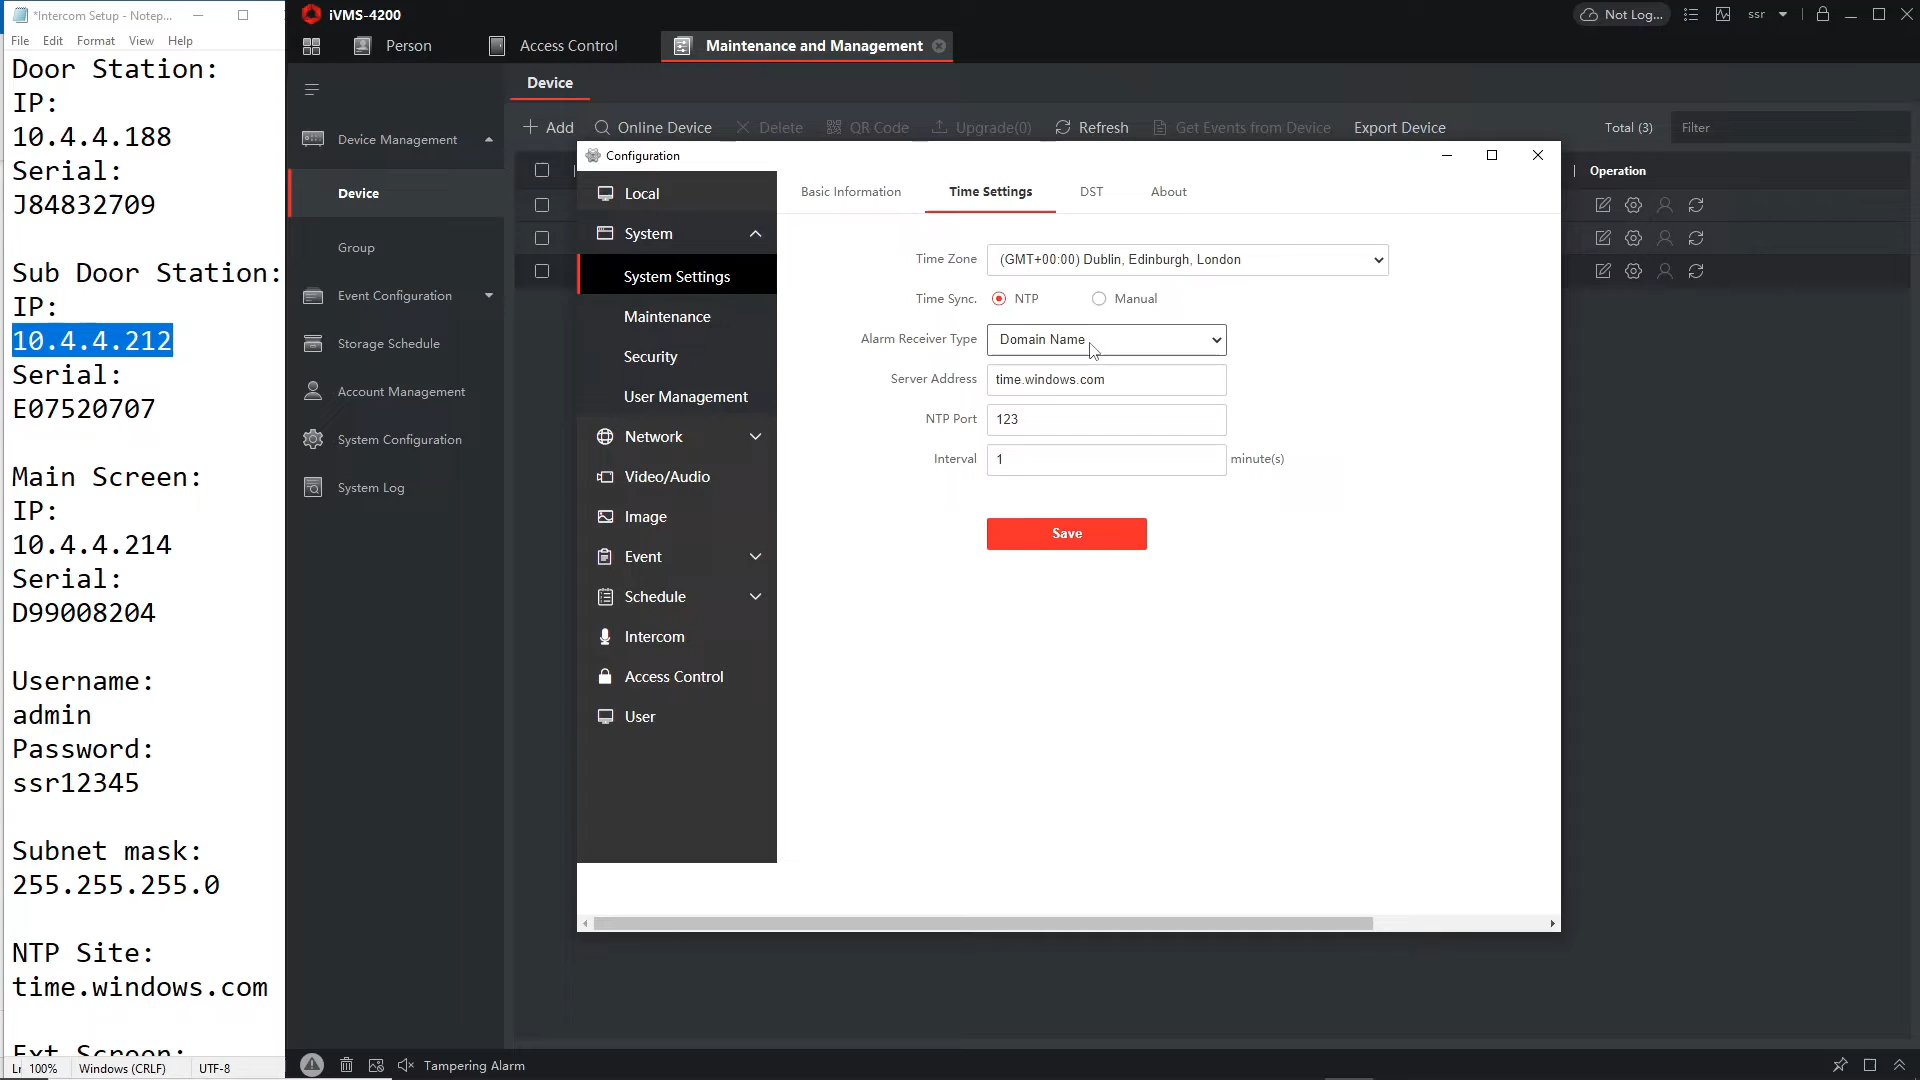 *Intercom Setup - Notep...
File Edit Format View Help
Door Station:
IP:
10.4.4.188
Serial:
J84832709
Sub Door Station:
IP:
10.4.4.212
Serial:
E07520707
Main Screen:
IP:
10.4.4.214
Serial:
D99008204
Username:
admin
Password:
ssr12345
Subnet mask:
255.255.255.0
NTP Site:
time.windows.com
Ext Screen:
100% Windows (CRLF) UTF-8
iVMS-4200
Not Log... ssr
Person Access Control Maintenance and Management
Device Management
Device
Group
Event Configuration
Storage Schedule
Account Management
System Configuration
System Log
Device
Add Online Device Delete QR Code Upgrade(0) Refresh Get Events from Device Export Device Total (3) Filter
Operation
Configuration
Local
System
System Settings
Maintenance
Security
User Management
Network
Video/Audio
Image
Event
Schedule
Intercom
Access Control
User
Basic Information Time Settings DST About
Time Zone (GMT+00:00) Dublin, Edinburgh, London
Time Sync. NTP Manual
Alarm Receiver Type Domain Name
Server Address time.windows.com
NTP Port 123
Interval 1 minute(s)
Save
Tampering Alarm